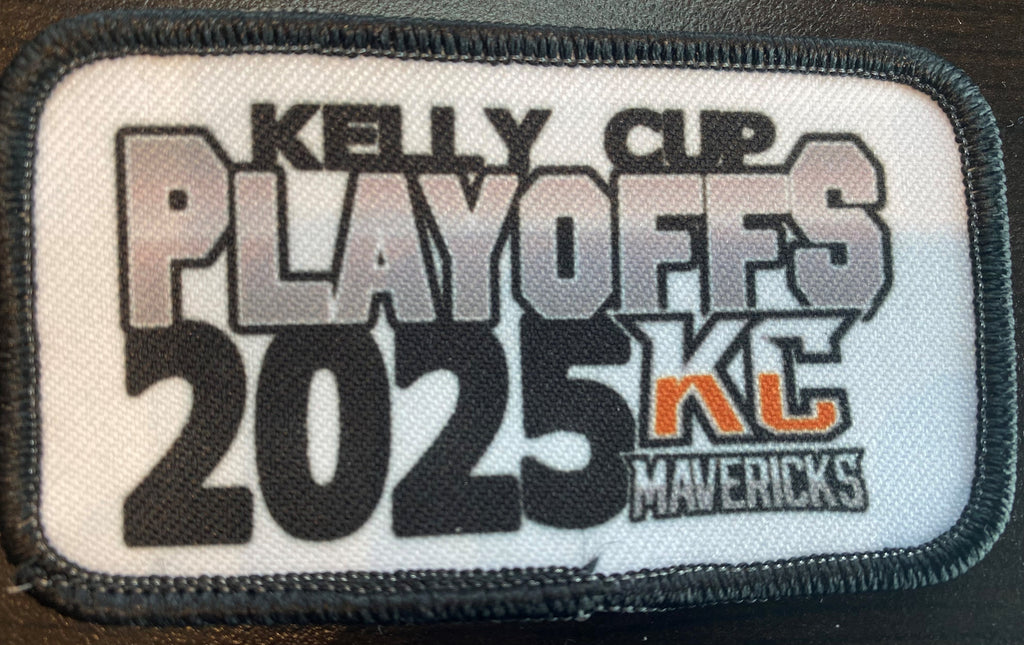 KELLY CUP
PLAYOFFS
2025
KC
MAVERICKS